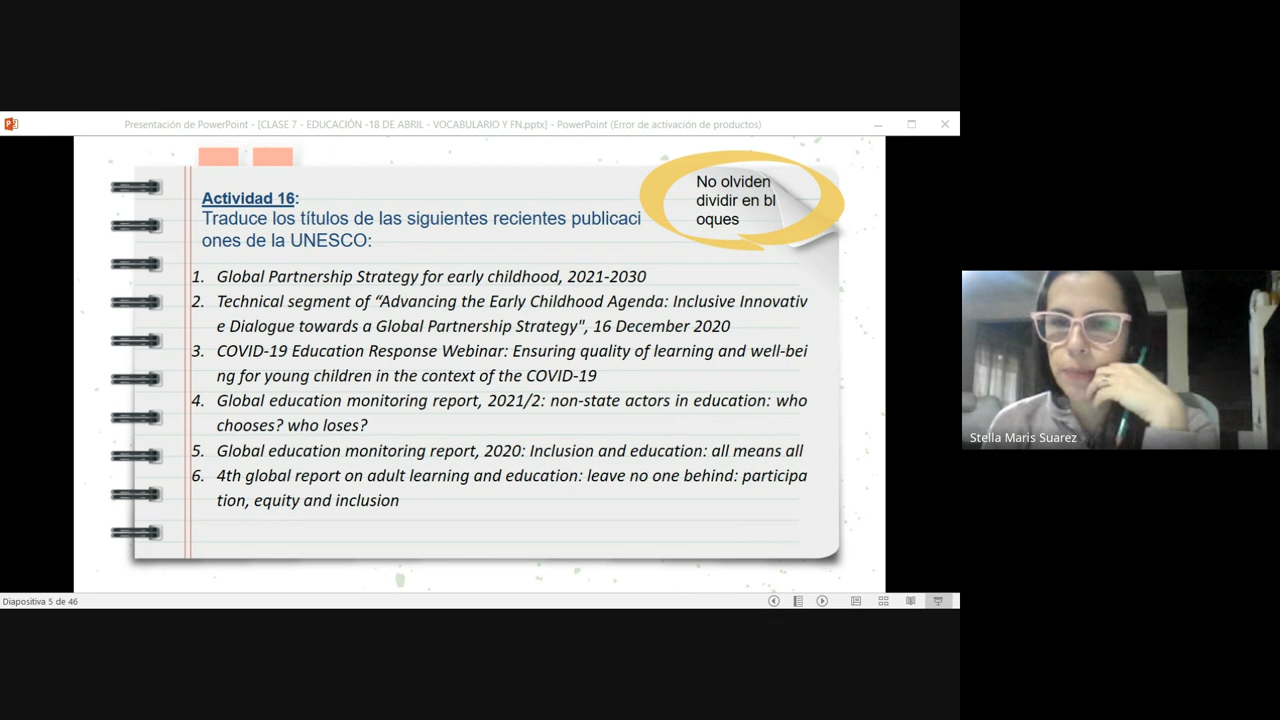 Presentación de PowerPoint - [CLASE 7 - EDUCACIÓN -18 DE ABRIL - VOCABULARIO Y FN.pptx] - PowerPoint (Error de activación de productos)
No olviden
dividir en bl
oques
Actividad 16:
Traduce los títulos de las siguientes recientes publicaci
ones de la UNESCO:
1. Global Partnership Strategy for early childhood, 2021-2030
2. Technical segment of “Advancing the Early Childhood Agenda: Inclusive Innovativ
e Dialogue towards a Global Partnership Strategy", 16 December 2020
3. COVID-19 Education Response Webinar: Ensuring quality of learning and well-bei
ng for young children in the context of the COVID-19
4. Global education monitoring report, 2021/2: non-state actors in education: who
chooses? who loses?
5. Global education monitoring report, 2020: Inclusion and education: all means all
6. 4th global report on adult learning and education: leave no one behind: participa
tion, equity and inclusion
Stella Maris Suarez
Diapositiva 5 de 46